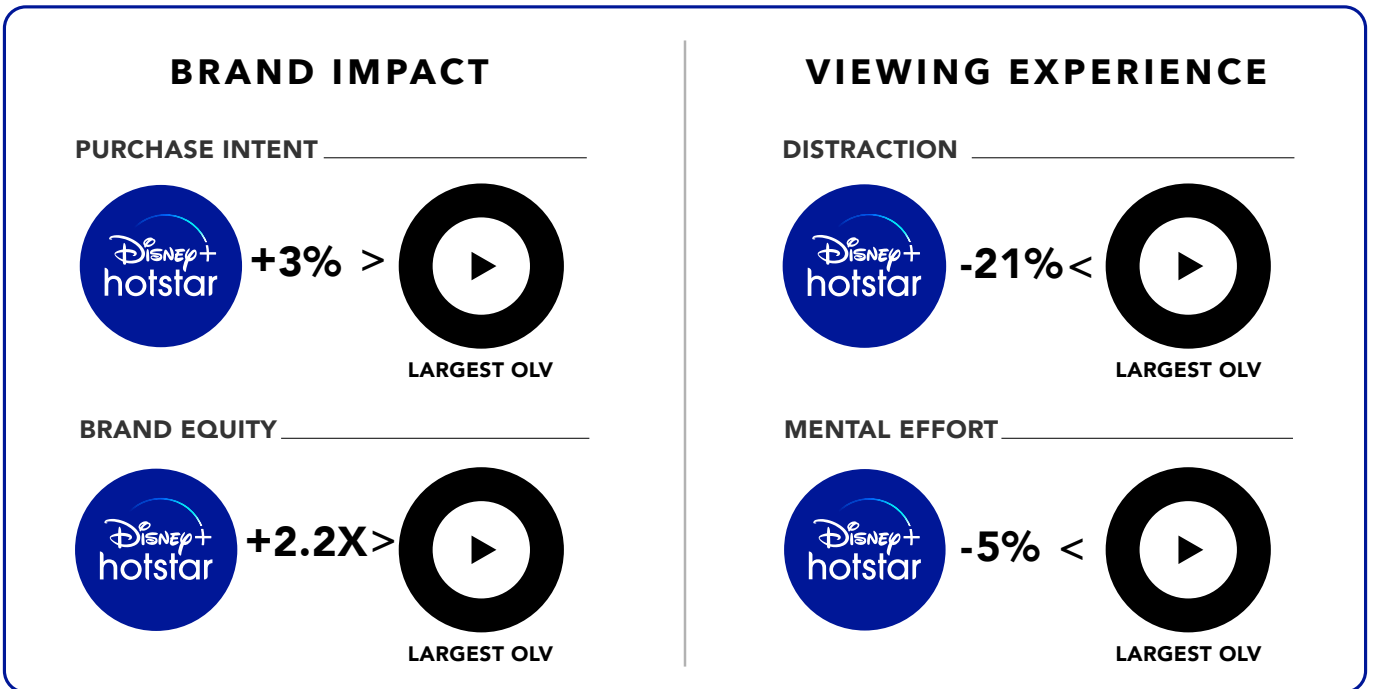 BRAND IMPACT
PURCHASE INTENT
Disney+
hotstar
+3% >
LARGEST OLV
BRAND EQUITY
Disney+
hotstar
+2.2X>
LARGEST OLV
VIEWING EXPERIENCE
DISTRACTION
Disney+
hotstar
-21%<
LARGEST OLV
MENTAL EFFORT
Disney+
hotstar
-5% <
LARGEST OLV